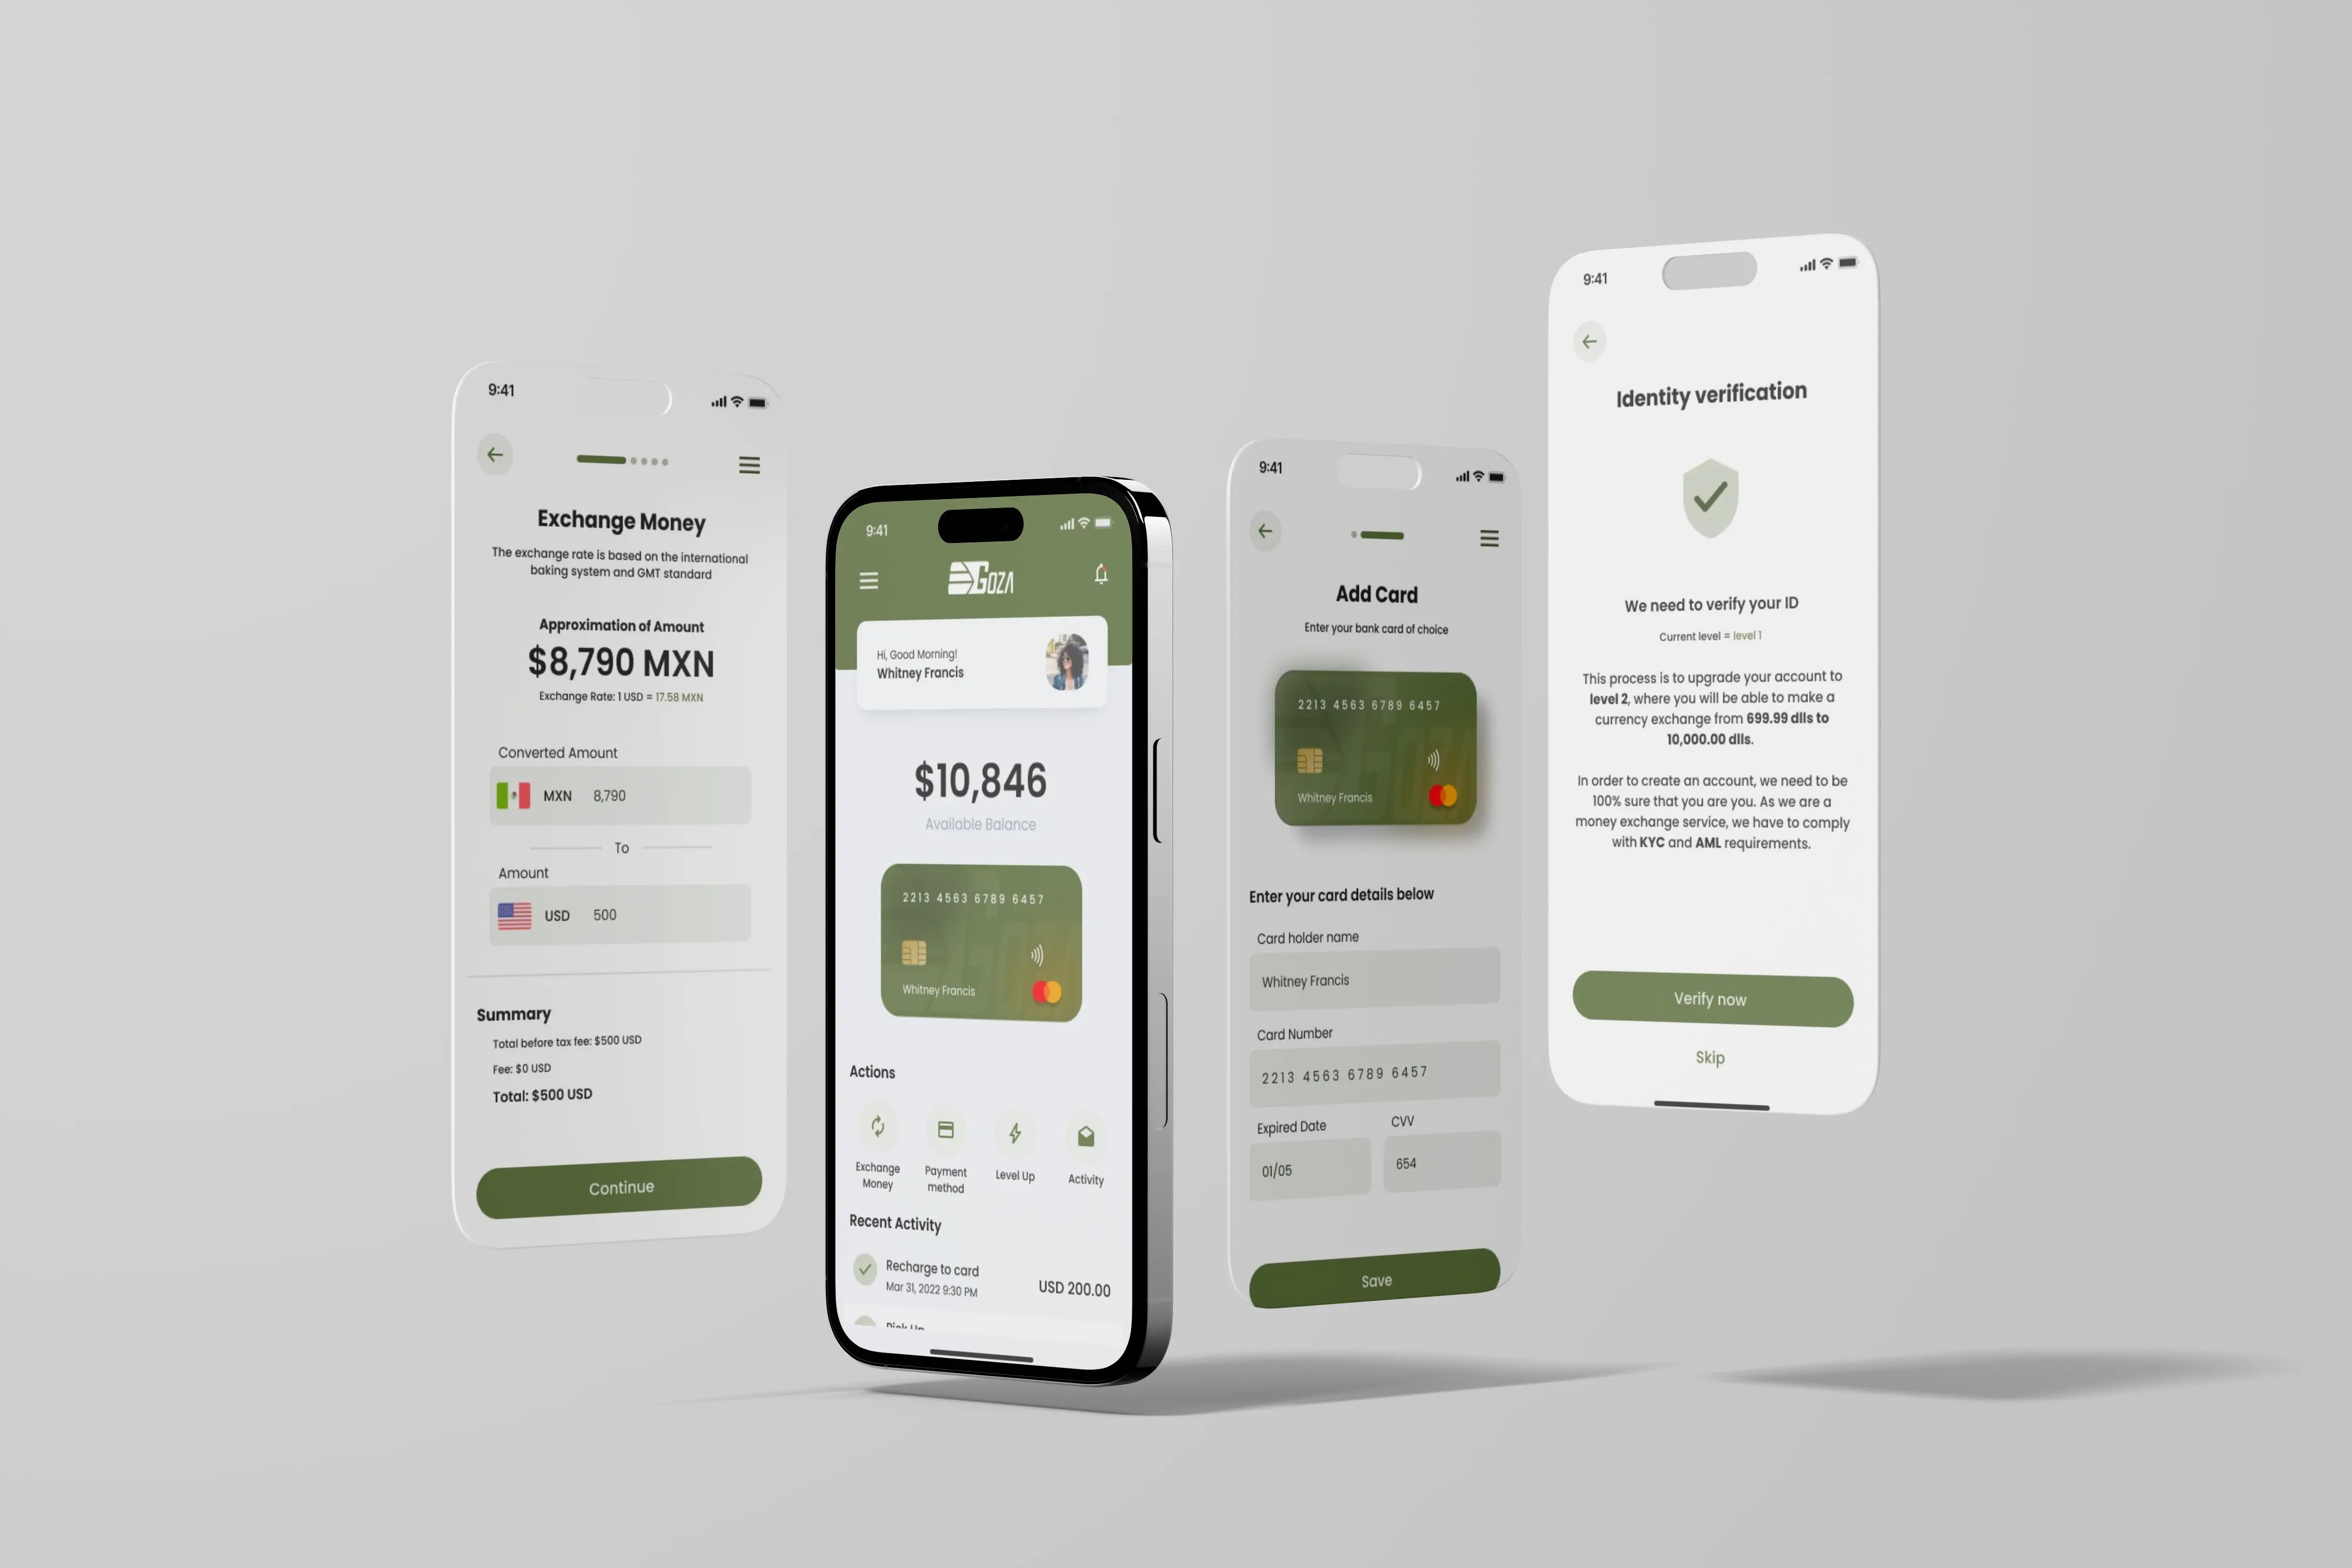 9:41
Exchange Money
The exchange rate is based on the international
baking system and GMT standard
Approximation of Amount
$8,790 MXN
Exchange Rate: 1 USD = 17.58 MXN
Converted Amount
MXN 8,790
To
Amount
USD 500
Summary
Total before tax fee: $500 USD
Fee: $0 USD
Total: $500 USD
Continue
9:41
GOZA
Hi, Good Morning!
Whitney Francis
$10,846
Available Balance
2213 4563 6789 6457
Whitney Francis
Actions
Exchange
Money
Payment
method
Level Up
Activity
Recent Activity
Recharge to card
Mar 31, 2022 9:30 PM
USD 200.00
Pick Up
9:41
Add Card
Enter your bank card of choice
2213 4563 6789 6457
Whitney Francis
Enter your card details below
Card holder name
Whitney Francis
Card Number
2213 4563 6789 6457
Expired Date
CVV
01/05
654
Save
9:41
Identity verification
We need to verify your ID
Current level = level 1
This process is to upgrade your account to
level 2, where you will be able to make a
currency exchange from 699.99 dlls to
10,000.00 dlls.
In order to create an account, we need to be
100% sure that you are you. As we are a
money exchange service, we have to comply
with KYC and AML requirements.
Verify now
Skip